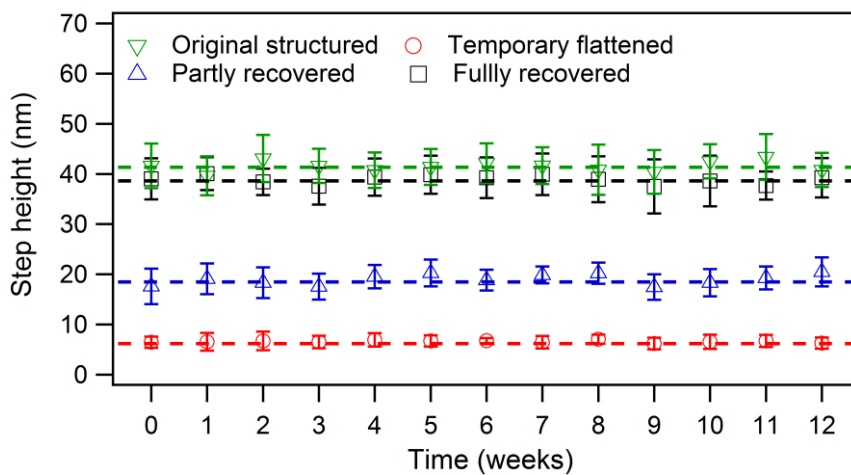 70
60
50
40
30
20
10
0
Step height (nm)
Original structured
Temporary flattened
Partly recovered
Fullly recovered
0 1 2 3 4 5 6 7 8 9 10 11 12
Time (weeks)